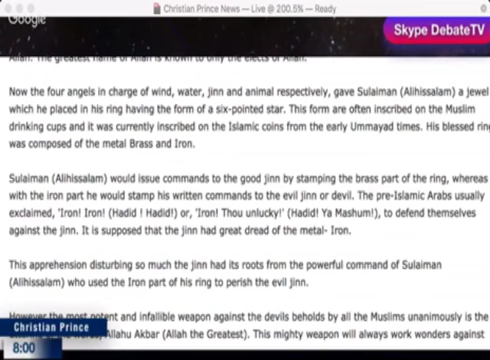 Christian Prince News — Live @ 200.5% — Ready
Google
Skype DebateTV
Allah. The greatest name of Allah is known to only the elects of Allah.
Now the four angels in charge of wind, water, jinn and animal respectively, gave Sulaiman (Alihissalam) a jewel
which he placed in his ring having the form of a six-pointed star. This form are often inscribed on the Muslim
drinking cups and it was currently inscribed on the Islamic coins from the early Ummayad times. His blessed ring
was composed of the metal Brass and Iron.
Sulaiman (Alihissalam) would issue commands to the good jinn by stamping the brass part of the ring, whereas
with the iron part he would stamp his written commands to the evil jinn or devil. The pre-Islamic Arabs usually
exclaimed, 'Iron! Iron! (Hadid ! Hadid!) or, 'Iron! Thou unlucky!' (Hadid! Ya Mashum!), to defend themselves
against the jinn. It is supposed that the jinn had great dread of the metal- Iron.
This apprehension disturbing so much the jinn had its roots from the powerful command of Sulaiman
(Alihissalam) who used the Iron part of his ring to perish the evil jinn.
However the most potent and infallible weapon against the devils beholds by all the Muslims unanimously is the
Allahu Akbar (Allah the Greatest). This mighty weapon will always work wonders against
Christian Prince
8:00